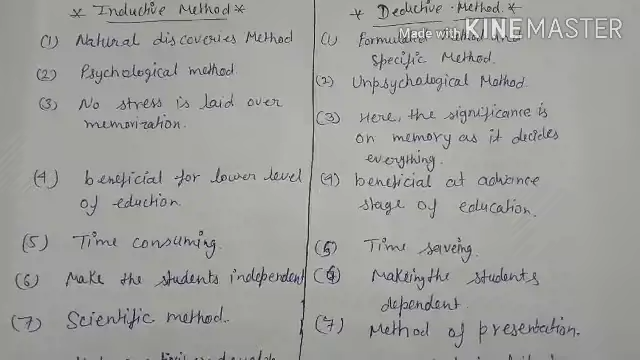 * Inductive Method *
(1) Natural discoveries Method
(2) Psychological method.
(3) No stress is laid over
memorization.
(4) beneficial for lower level
of eduction
(5) Time consuming.
(6) Make the students independent
(7) Scientific method.
* Deductive Method. *
Made with KINEMASTER
(1)
Specific Method.
(2) Unpsychological Method.
(3) Here, the significance is
on memory as it decides
everything.
(4) beneficial at advance
stage of education.
(5) Time saveing.
(6) Makeing the students
dependent.
(7) Method of presentation.